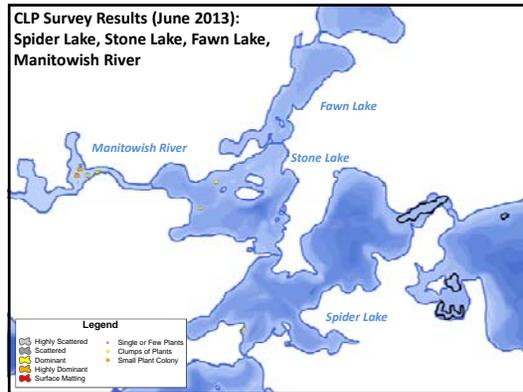 CLP Survey Results (June 2013):
Spider Lake, Stone Lake, Fawn Lake,
Manitowish River
Fawn Lake
Manitowish River
Stone Lake
Spider Lake
Legend
Highly Scattered
Scattered
Dominant
Highly Dominant
Surface Matting
Single or Few Plants
Clumps of Plants
Small Plant Colony